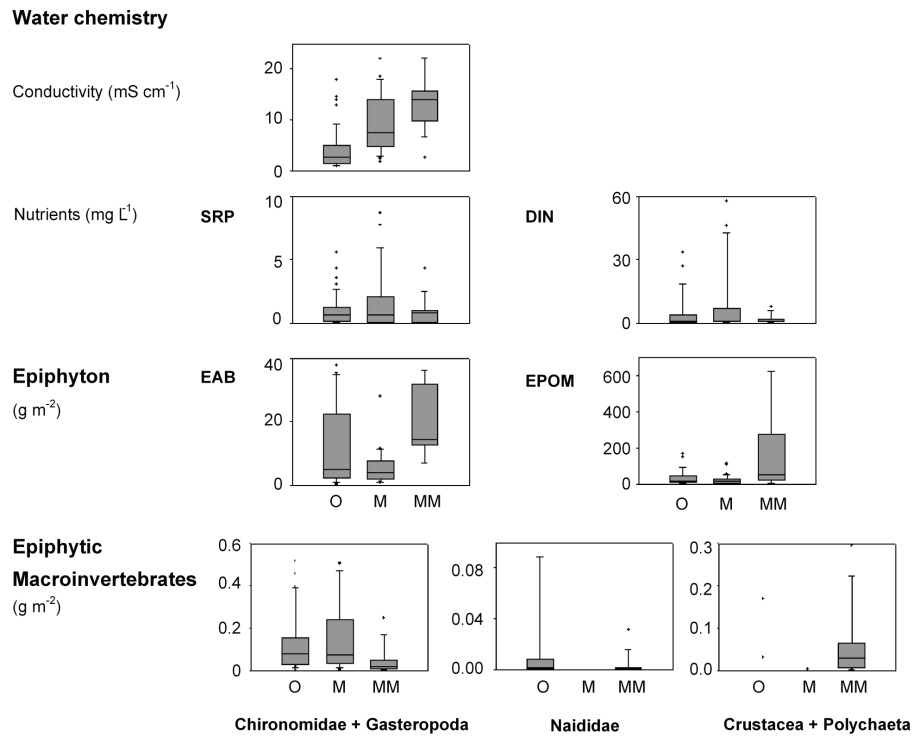 Water chemistry
Conductivity (mS cm-1)
20
10
0
Nutrients (mg L-1)
SRP
10
5
0
DIN
60
30
0
Epiphyton
(g m-2)
EAB
40
20
0
O M MM
EPOM
600
400
200
0
O M MM
Epiphytic
Macroinvertebrates
(g m-2)
0.6
0.4
0.2
0
O M MM
Chironomidae + Gasteropoda
0.08
0.04
0.00
O M MM
Naididae
0.3
0.2
0.1
0.0
O M MM
Crustacea + Polychaeta